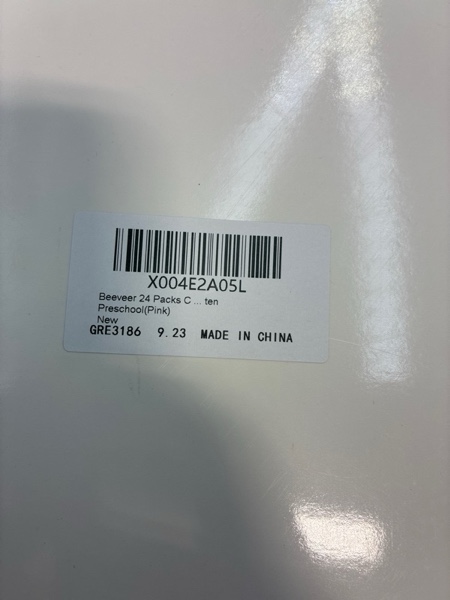 X004E2A05L
Beeveer 24 Packs C ... ten
Preschool(Pink)
New
GRE3186 9.23 MADE IN CHINA